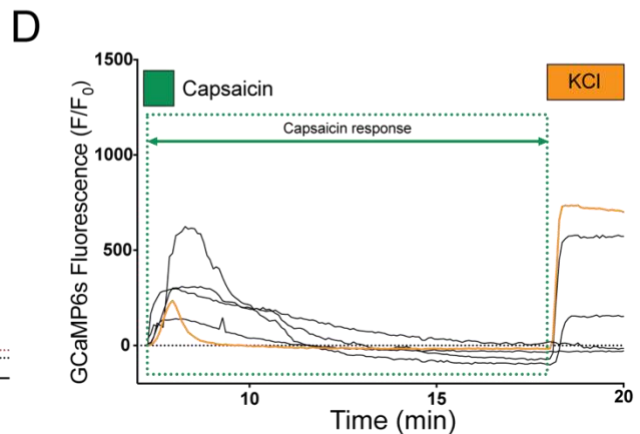 D
1500
1000
500
0
GCaMP6s Fluorescence (F/F₀)
Capsaicin
KCl
Capsaicin response
10
15
20
Time (min)